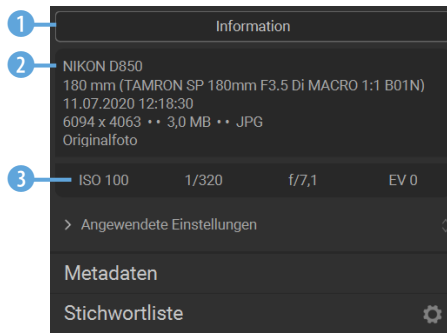 1 Information
2 NIKON D850
180 mm (TAMRON SP 180mm F3.5 Di MACRO 1:1 B01N)
11.07.2020 12:18:30
6094 x 4063 •• 3,0 MB •• JPG
Originalfoto
3 ISO 100 1/320 f/7,1 EV 0
> Angewendete Einstellungen
Metadaten
Stichwortliste